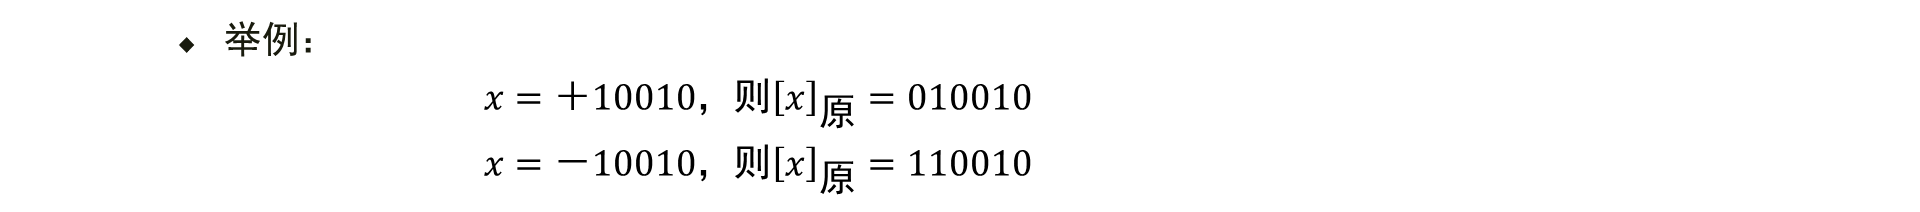 ◆ 举例：
x = +10010，则[x]原 = 010010
x = −10010，则[x]原 = 110010